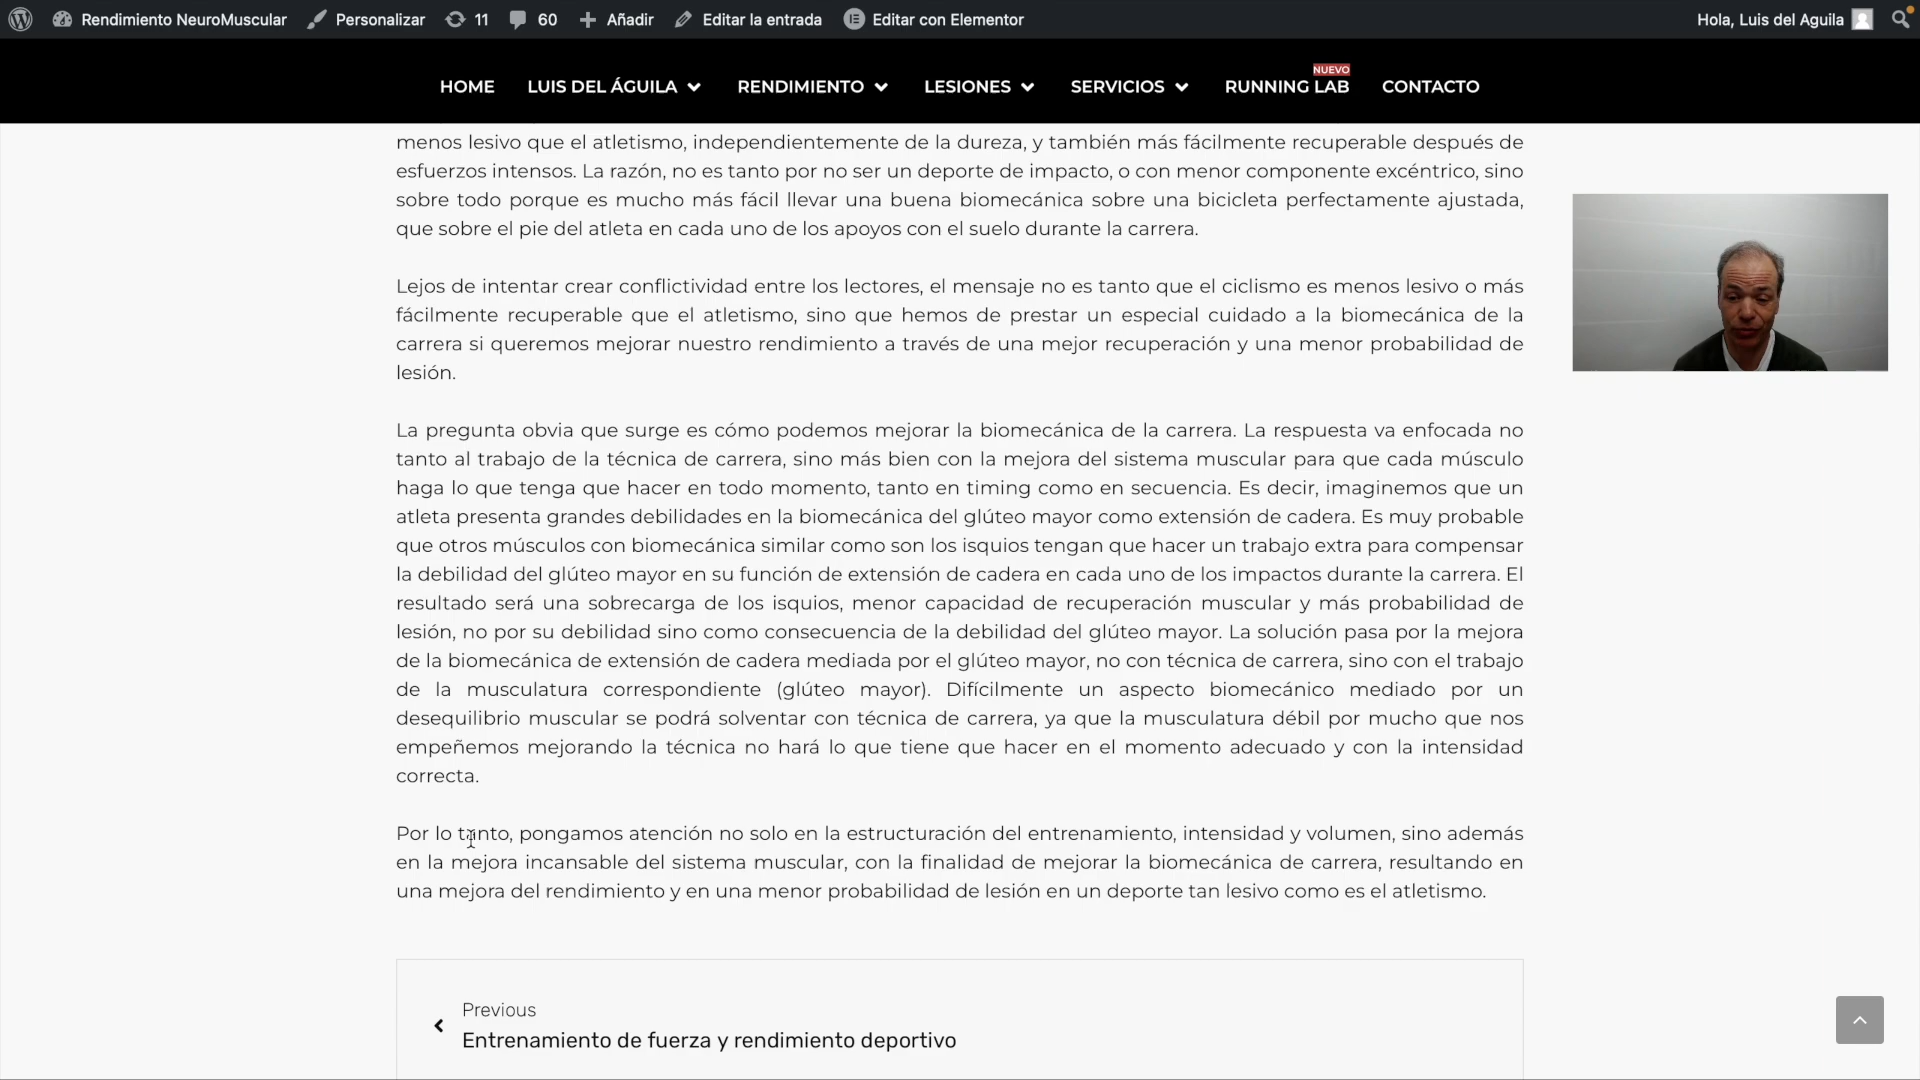 Rendimiento NeuroMuscular Personalizar 11 60 Añadir Editar la entrada Editar con Elementor Hola, Luis del Aguila
NUEVO
HOME LUIS DEL ÁGUILA RENDIMIENTO LESIONES SERVICIOS RUNNING LAB CONTACTO
menos lesivo que el atletismo, independientemente de la dureza, y también más fácilmente recuperable después de
esfuerzos intensos. La razón, no es tanto por no ser un deporte de impacto, o con menor componente excéntrico, sino
sobre todo porque es mucho más fácil llevar una buena biomecánica sobre una bicicleta perfectamente ajustada,
que sobre el pie del atleta en cada uno de los apoyos con el suelo durante la carrera.
Lejos de intentar crear conflictividad entre los lectores, el mensaje no es tanto que el ciclismo es menos lesivo o más
fácilmente recuperable que el atletismo, sino que hemos de prestar un especial cuidado a la biomecánica de la
carrera si queremos mejorar nuestro rendimiento a través de una mejor recuperación y una menor probabilidad de
lesión.
La pregunta obvia que surge es cómo podemos mejorar la biomecánica de la carrera. La respuesta va enfocada no
tanto al trabajo de la técnica de carrera, sino más bien con la mejora del sistema muscular para que cada músculo
haga lo que tenga que hacer en todo momento, tanto en timing como en secuencia. Es decir, imaginemos que un
atleta presenta grandes debilidades en la biomecánica del glúteo mayor como extensión de cadera. Es muy probable
que otros músculos con biomecánica similar como son los isquios tengan que hacer un trabajo extra para compensar
la debilidad del glúteo mayor en su función de extensión de cadera en cada uno de los impactos durante la carrera. El
resultado será una sobrecarga de los isquios, menor capacidad de recuperación muscular y más probabilidad de
lesión, no por su debilidad sino como consecuencia de la debilidad del glúteo mayor. La solución pasa por la mejora
de la biomecánica de extensión de cadera mediada por el glúteo mayor, no con técnica de carrera, sino con el trabajo
de la musculatura correspondiente (glúteo mayor). Difícilmente un aspecto biomecánico mediado por un
desequilibrio muscular se podrá solventar con técnica de carrera, ya que la musculatura débil por mucho que nos
empeñemos mejorando la técnica no hará lo que tiene que hacer en el momento adecuado y con la intensidad
correcta.
Por lo tanto, pongamos atención no solo en la estructuración del entrenamiento, intensidad y volumen, sino además
en la mejora incansable del sistema muscular, con la finalidad de mejorar la biomecánica de carrera, resultando en
una mejora del rendimiento y en una menor probabilidad de lesión en un deporte tan lesivo como es el atletismo.
Previous
Entrenamiento de fuerza y rendimiento deportivo